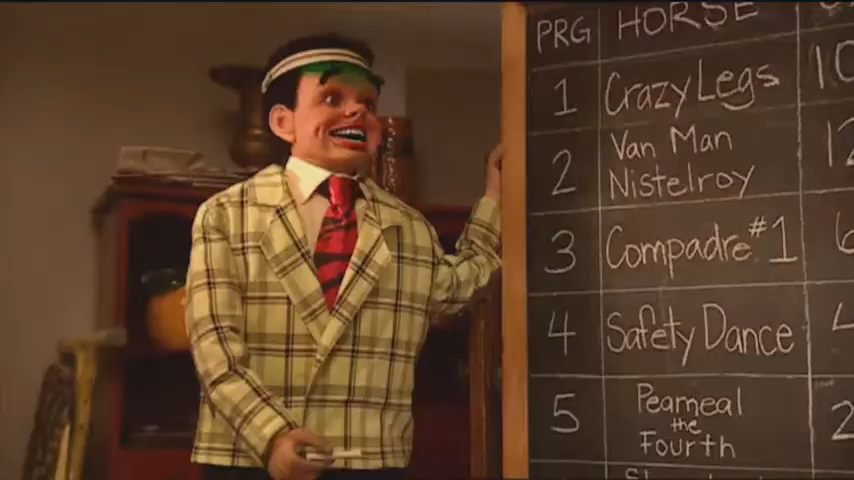 PRG HORSE
1 Crazy Legs 10
2 Van Man
Nistelroy 12
3 Compadre #1 6
4 Safety Dance
5 Peameal
the
Fourth 2